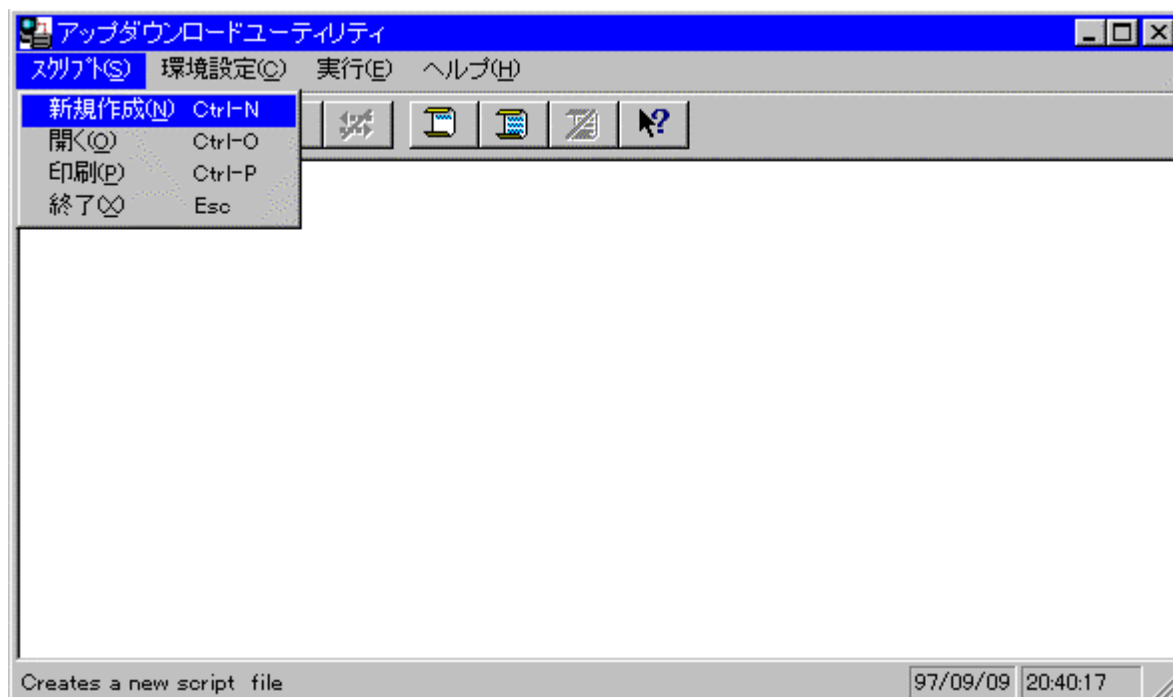 アップダウンロードユーティリティ
ｽｸﾘﾌﾟﾄ(S) 環境設定(C) 実行(E) ヘルプ(H)
新規作成(N) Ctrl-N
開く(O) Ctrl-O
印刷(P) Ctrl-P
終了(X) Esc
Creates a new script file 97/09/09 20:40:17